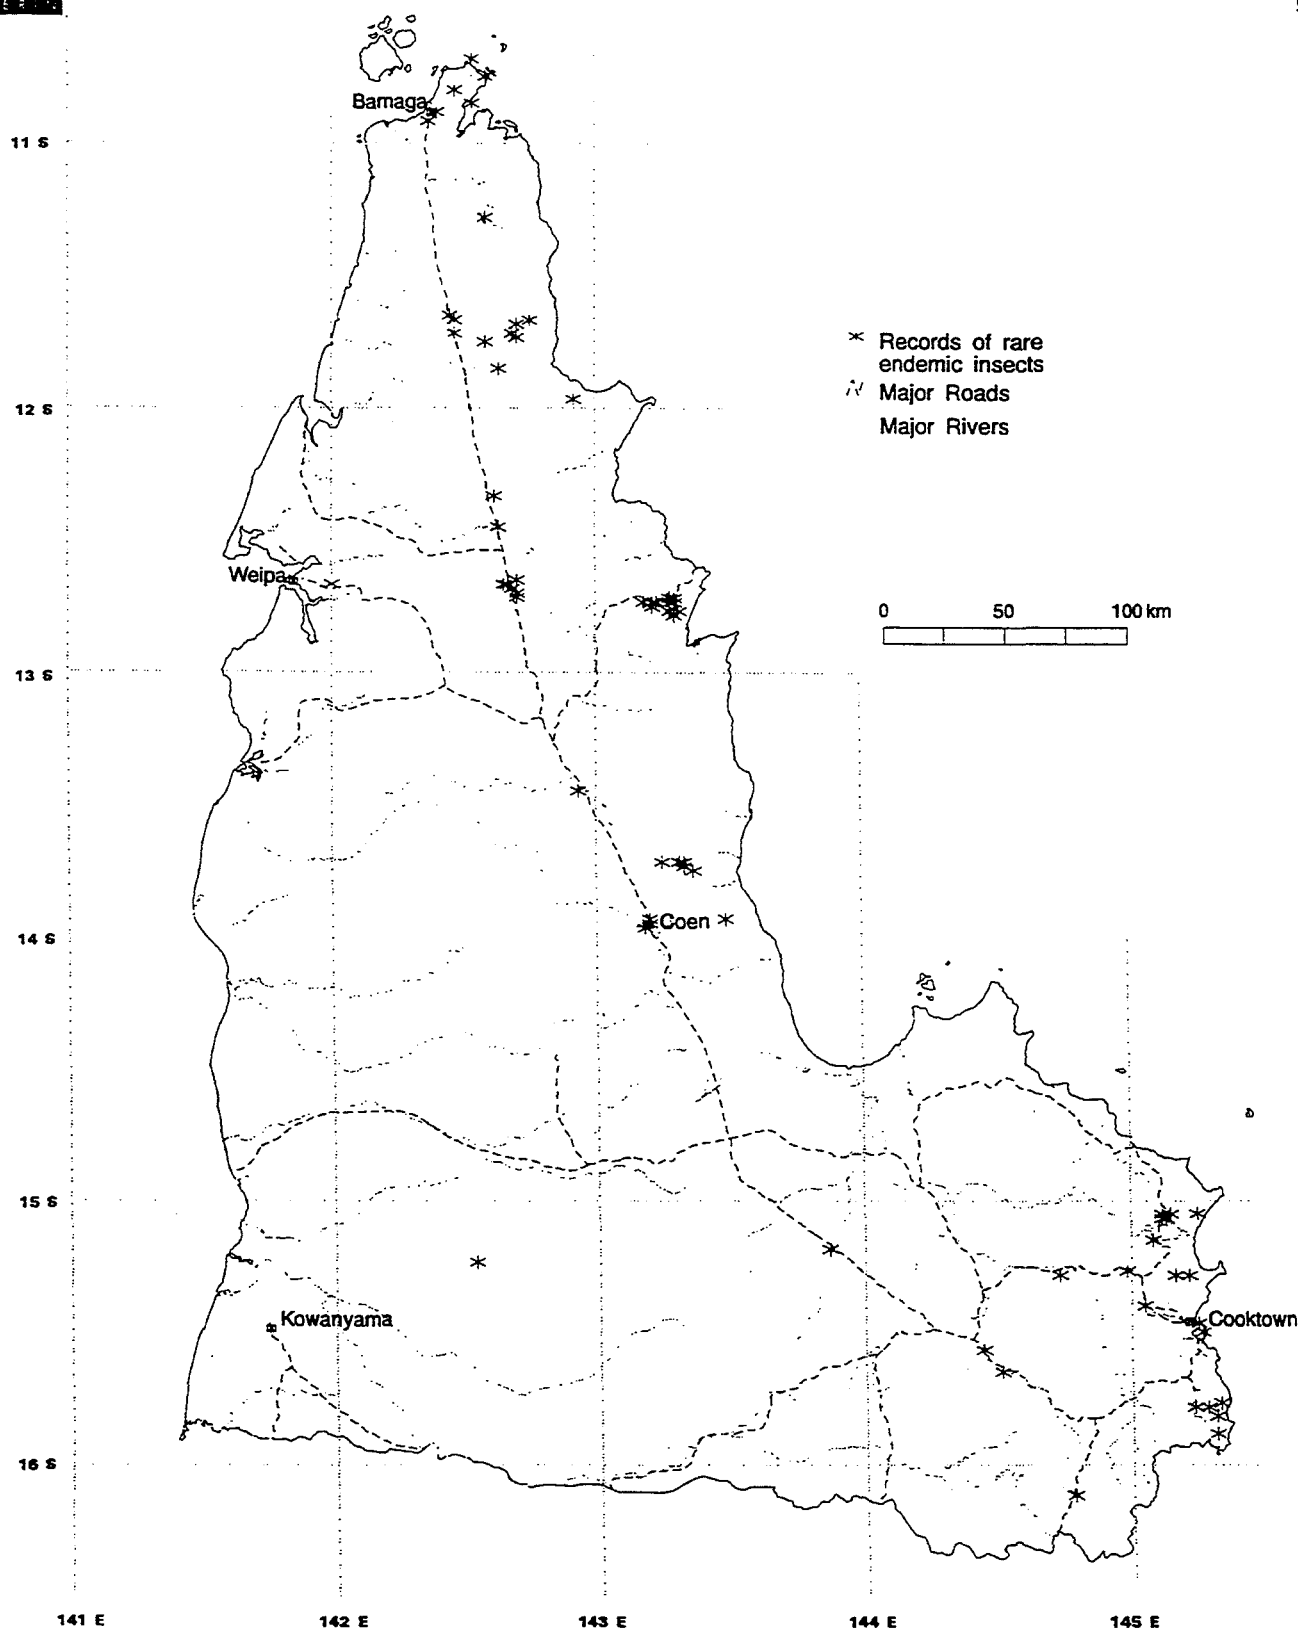 Bamaga
11 S
Records of rare
endemic insects
Major Roads
Major Rivers
12 S
Weipa
0 50 100 km
13 S
Coen
14 S
15 S
Kowanyama
Cooktown
16 S
141 E 142 E 143 E 144 E 145 E